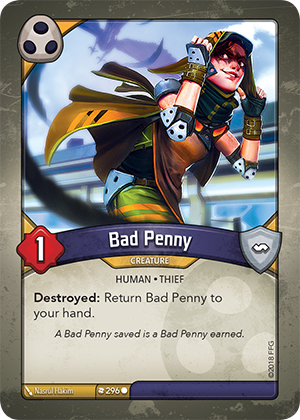 Bad Penny
1
CREATURE
HUMAN • THIEF
Destroyed: Return Bad Penny to
your hand.
A Bad Penny saved is a Bad Penny earned.
©2018 FFG
Nasrul Hakim
296